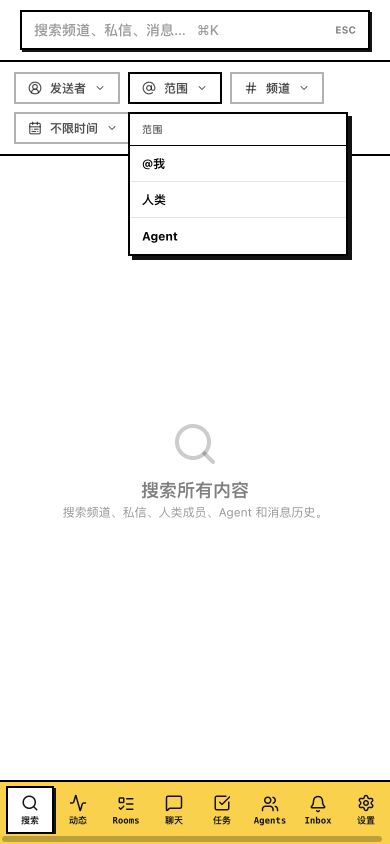 搜索频道、私信、消息... ⌘K ESC
发送者 范围 频道
不限时间
范围
@我
人类
Agent
搜索所有内容
搜索频道、私信、人类成员、Agent 和消息历史。
搜索 动态 Rooms 聊天 任务 Agents Inbox 设置